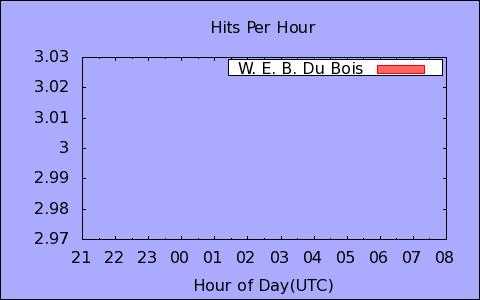 Hits Per Hour
W. E. B. Du Bois
3.03
3.02
3.01
3
2.99
2.98
2.97
21 22 23 00 01 02 03 04 05 06 07 08
Hour of Day(UTC)